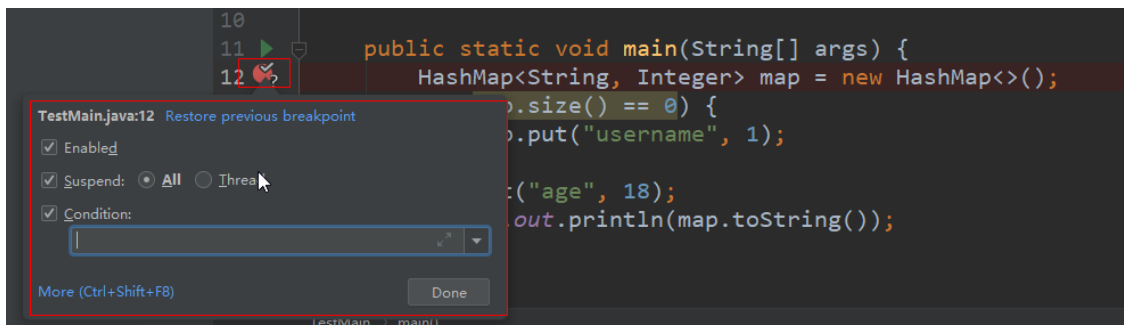 10
11 public static void main(String[] args) {
12 HashMap<String, Integer> map = new HashMap<>();
TestMain.java:12 Restore previous breakpoint
.size() == 0) {
Enabled
.put("username", 1);
Suspend: All Threa
("age", 18);
Condition:
.out.println(map.toString());
More (Ctrl+Shift+F8) Done
TestMain > main()